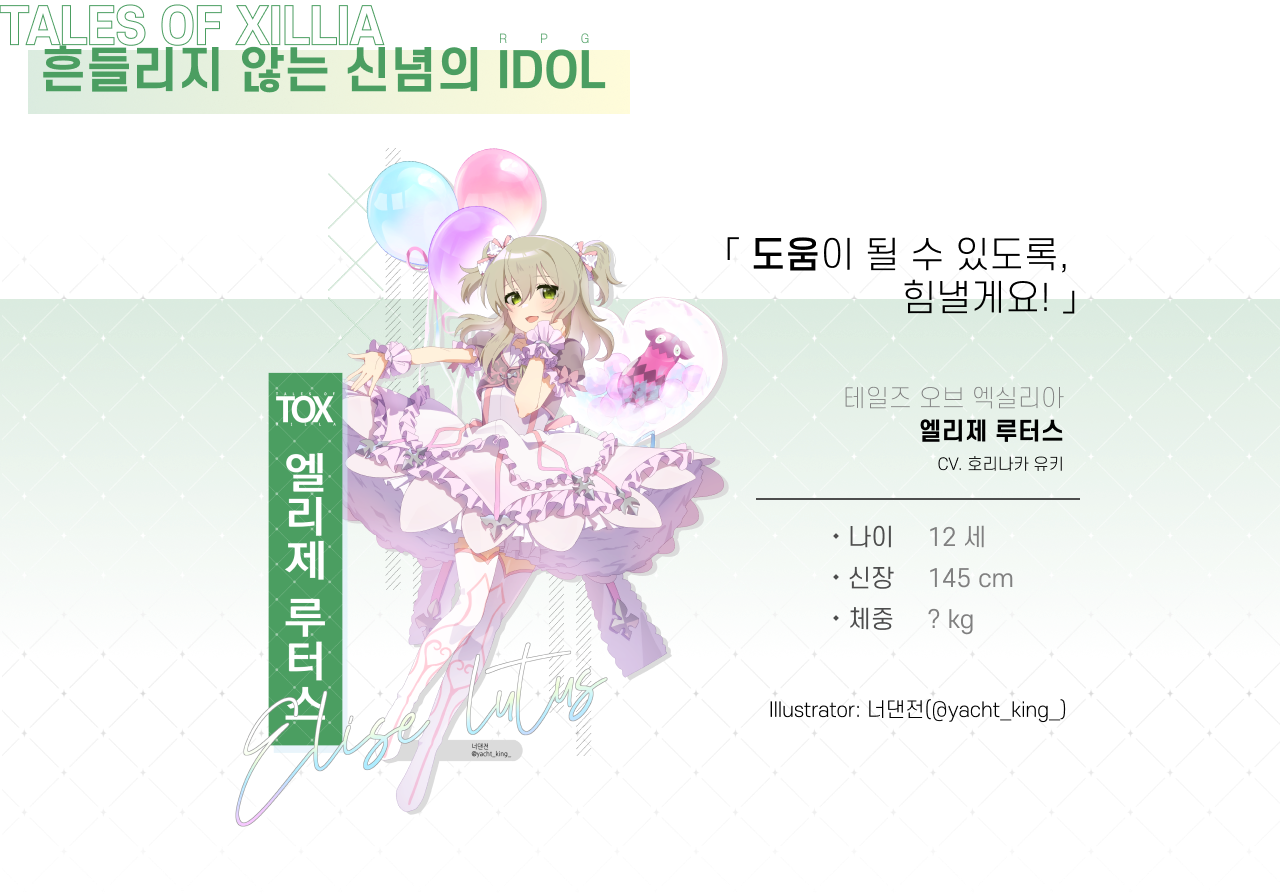 TALES OF XILLIA
RPG
흔들리지 않는 신념의 IDOL
「 도움이 될 수 있도록,
힘낼게요! 」
테일즈 오브 엑실리아
엘리제 루터스
CV. 호리나카 유키
· 나이 12 세
· 신장 145 cm
· 체중 ? kg
Illustrator: 너댄전(@yacht_king_)
TALES OF
TOX
XILLIA
엘리제 루터스
Elise lutus
너댄전
@yacht_king_